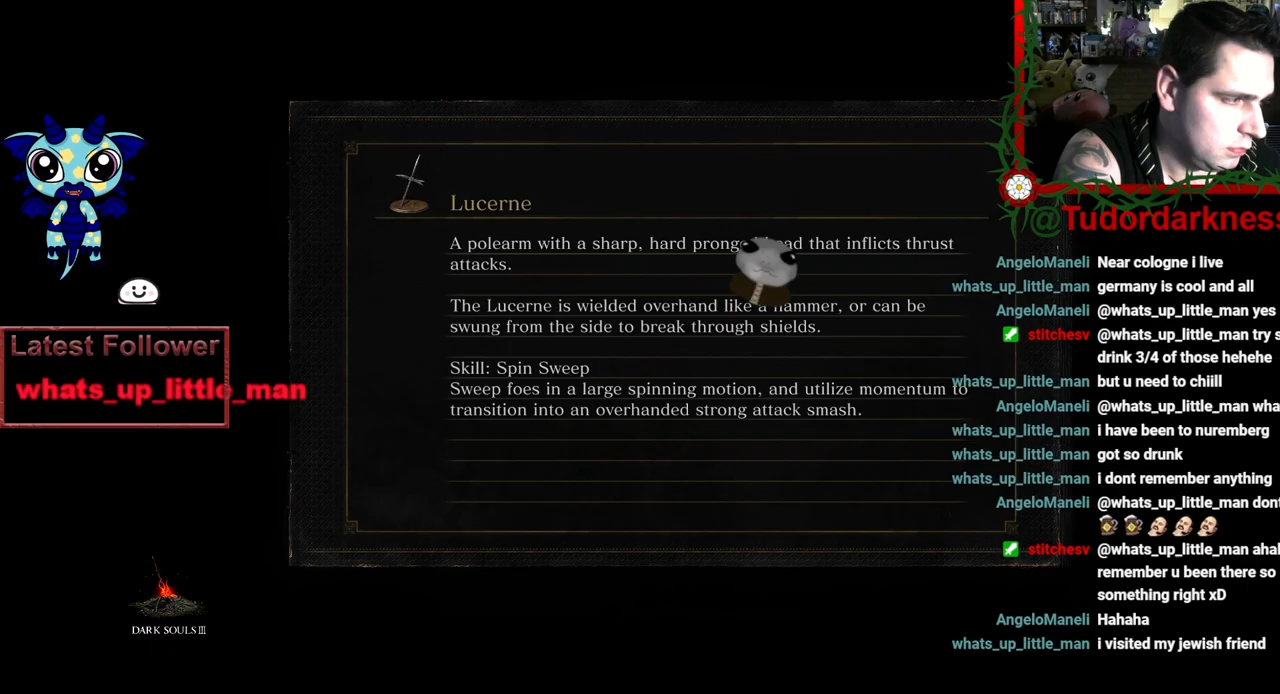 Lucerne
A polearm with a sharp, hard that inflicts thrust
attacks.
The Lucerne is wielded overhand like a hammer, or can be
swung from the side to break through shields.
Skill: Spin Sweep
Sweep foes in a large spinning motion, and utilize momentum to
transition into an overhanded strong attack smash.
Latest Follower
whats_up_little_man
DARK SOULS III
@Tudordarkness
AngeloManeli Near cologne i live
whats_up_little_man germany is cool and all
AngeloManeli @whats_up_little_man yes
stitchesv @whats_up_little_man try
drink 3/4 of those hehehe
whats_up_little_man but u need to chiill
AngeloManeli @whats_up_little_man
whats_up_little_man i have been to nuremberg
whats_up_little_man got so drunk
whats_up_little_man i dont remember anything
AngeloManeli @whats_up_little_man
stitchesv @whats_up_little_man
remember u been there so
something right xD
AngeloManeli Hahaha
whats_up_little_man i visited my jewish friend